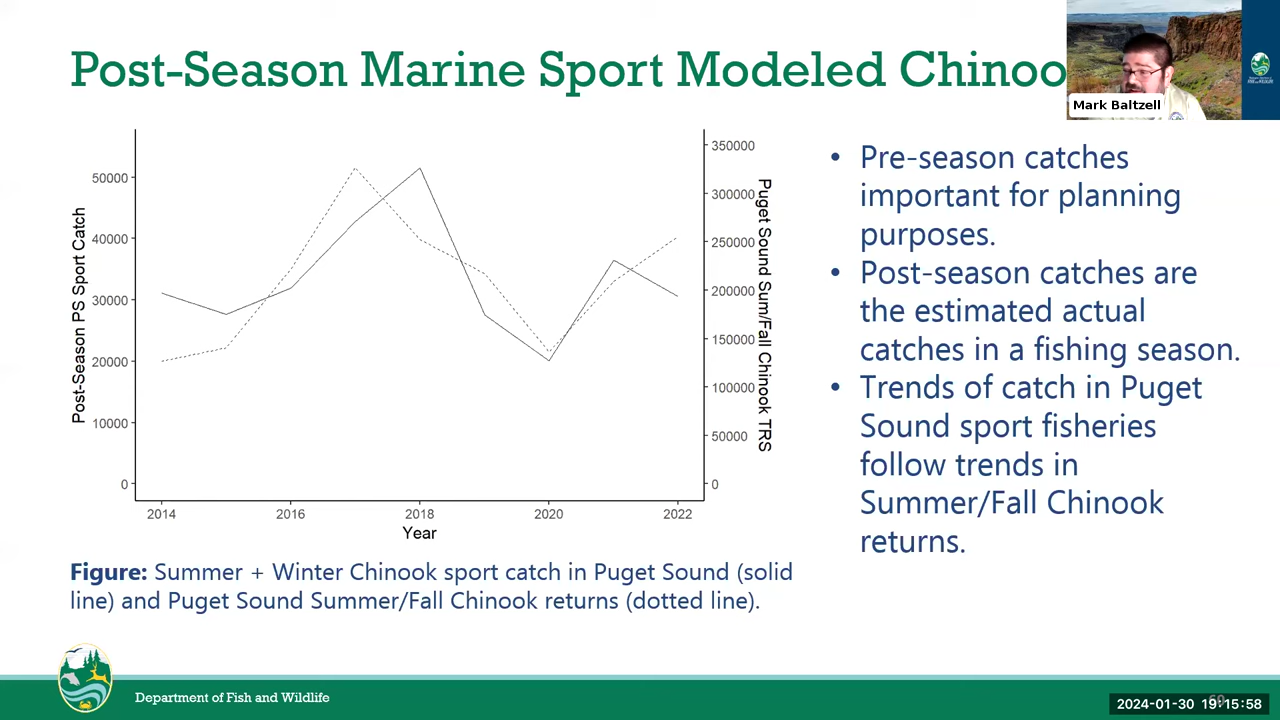 Post-Season Marine Sport Modeled Chinoo
Mark Baltzell
350000
300000
250000
200000
150000
100000
50000
0
50000
40000
30000
20000
10000
0
Post-Season PS Sport Catch
Puget Sound Sum/Fall Chinook TRS
2014
2016
2018
2020
2022
Year
• Pre-season catches
important for planning
purposes.
• Post-season catches are
the estimated actual
catches in a fishing season.
• Trends of catch in Puget
Sound sport fisheries
follow trends in
Summer/Fall Chinook
returns.
Figure: Summer + Winter Chinook sport catch in Puget Sound (solid
line) and Puget Sound Summer/Fall Chinook returns (dotted line).
Department of Fish and Wildlife
2024-01-30 19:15:58